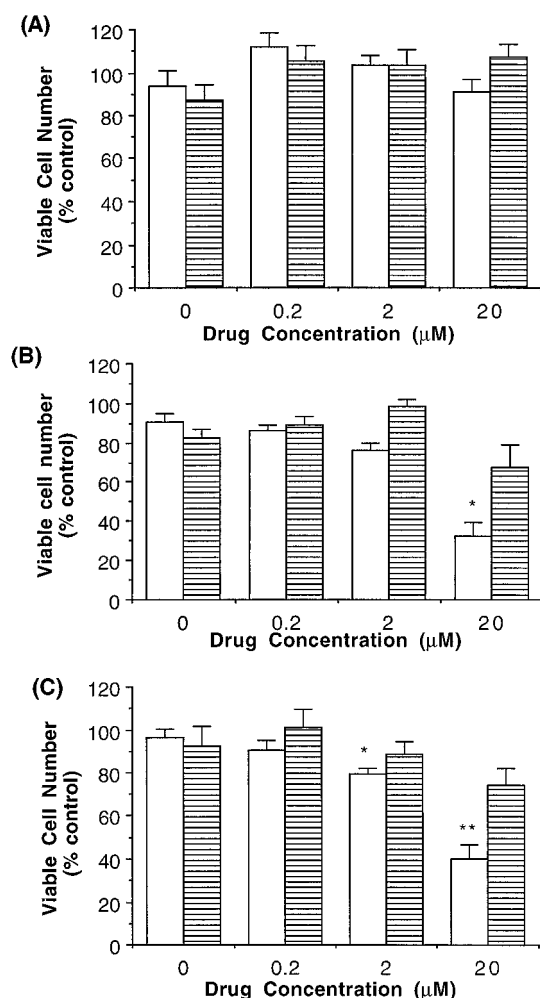 (A)
Viable Cell Number
(% control)
120
100
80
60
40
20
0
0 0.2 2 20
Drug Concentration (µM)
(B)
Viable cell number
(% control)
120
100
80
60
40
20
0
*
0 0.2 2 20
Drug Concentration (µM)
(C)
Viable Cell Number
(% control)
120
100
80
60
40
20
0
*
**
0 0.2 2 20
Drug Concentration (µM)